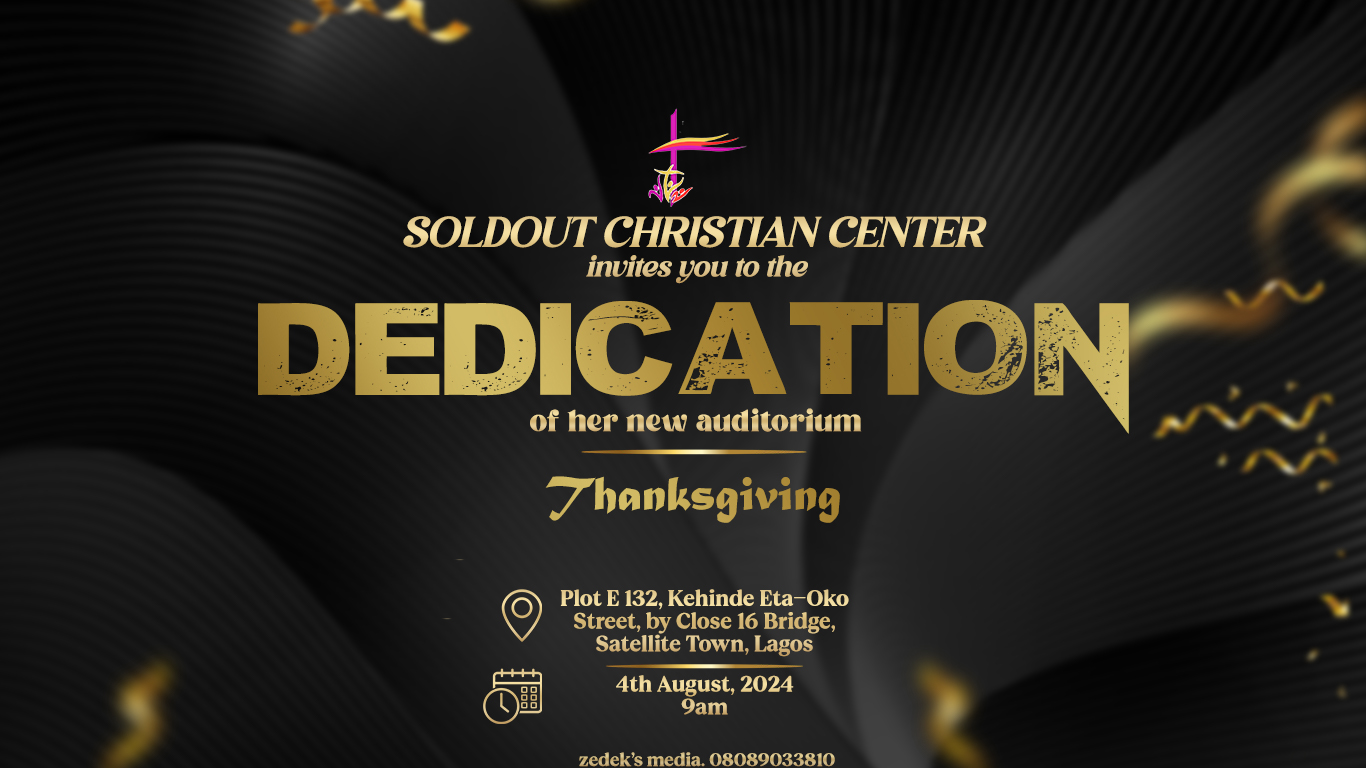 SOLDOUT CHRISTIAN CENTER
invites you to the
DEDICATION
of her new auditorium
Thanksgiving
Plot E 132, Kehinde Eta-Oko
Street, by Close 16 Bridge,
Satellite Town, Lagos
4th August, 2024
9am
zedek's media. 08089033810